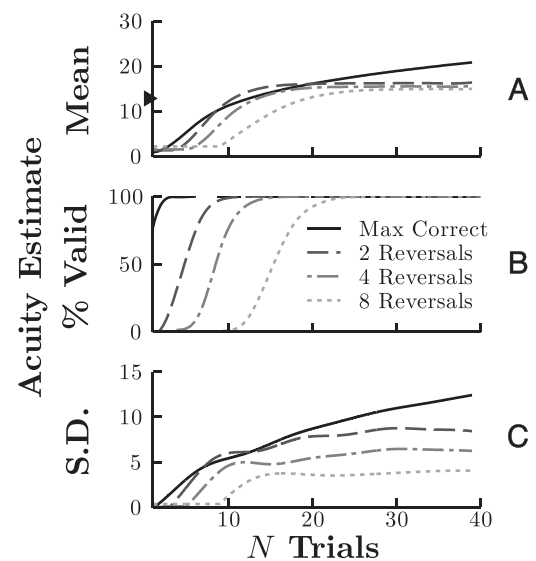 Acuity Estimate
Mean
30
20
10
0
A
% Valid
100
50
0
Max Correct
2 Reversals
4 Reversals
8 Reversals
B
S.D.
15
10
5
0
C
10 20 30 40
N Trials